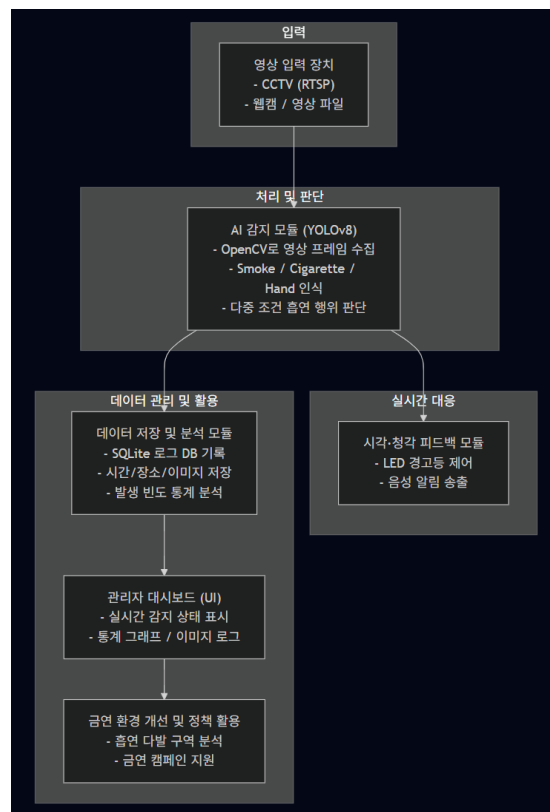 입력
영상 입력 장치
- CCTV (RTSP)
- 웹캠 / 영상 파일
처리 및 판단
AI 감지 모듈 (YOLOv8)
- OpenCV로 영상 프레임 수집
- Smoke / Cigarette /
Hand 인식
- 다중 조건 흡연 행위 판단
데이터 관리 및 활용
데이터 저장 및 분석 모듈
- SQLite 로그 DB 기록
- 시간/장소/이미지 저장
- 발생 빈도 통계 분석
관리자 대시보드 (UI)
- 실시간 감지 상태 표시
- 통계 그래프 / 이미지 로그
금연 환경 개선 및 정책 활용
- 흡연 다발 구역 분석
- 금연 캠페인 지원
실시간 대응
시각·청각 피드백 모듈
- LED 경고등 제어
- 음성 알림 송출